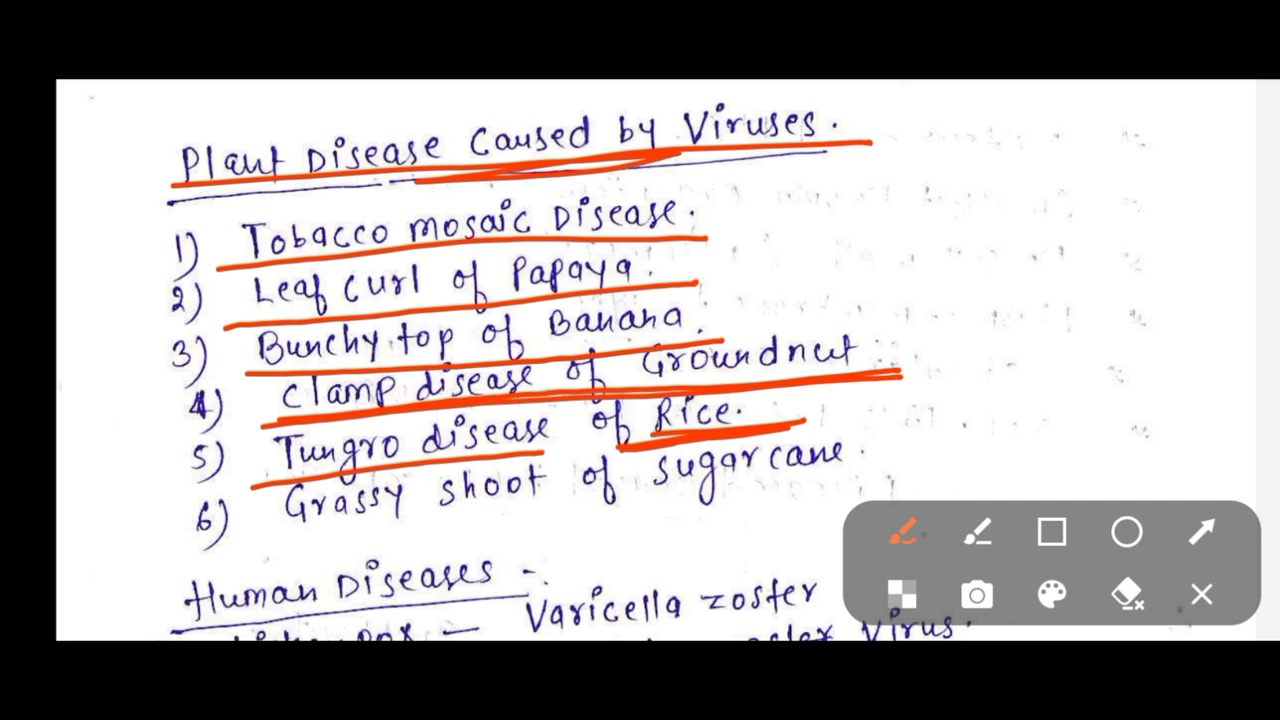 Plant Disease Caused by Viruses.
1) Tobacco mosaic Disease.
2) Leaf curl of Papaya.
3) Bunchy top of Banana.
4) Clamp disease of Groundnut
5) Tungro disease of Rice.
6) Grassy shoot of sugarcane.
Human Diseases -
— Varicella zoster
Virus.